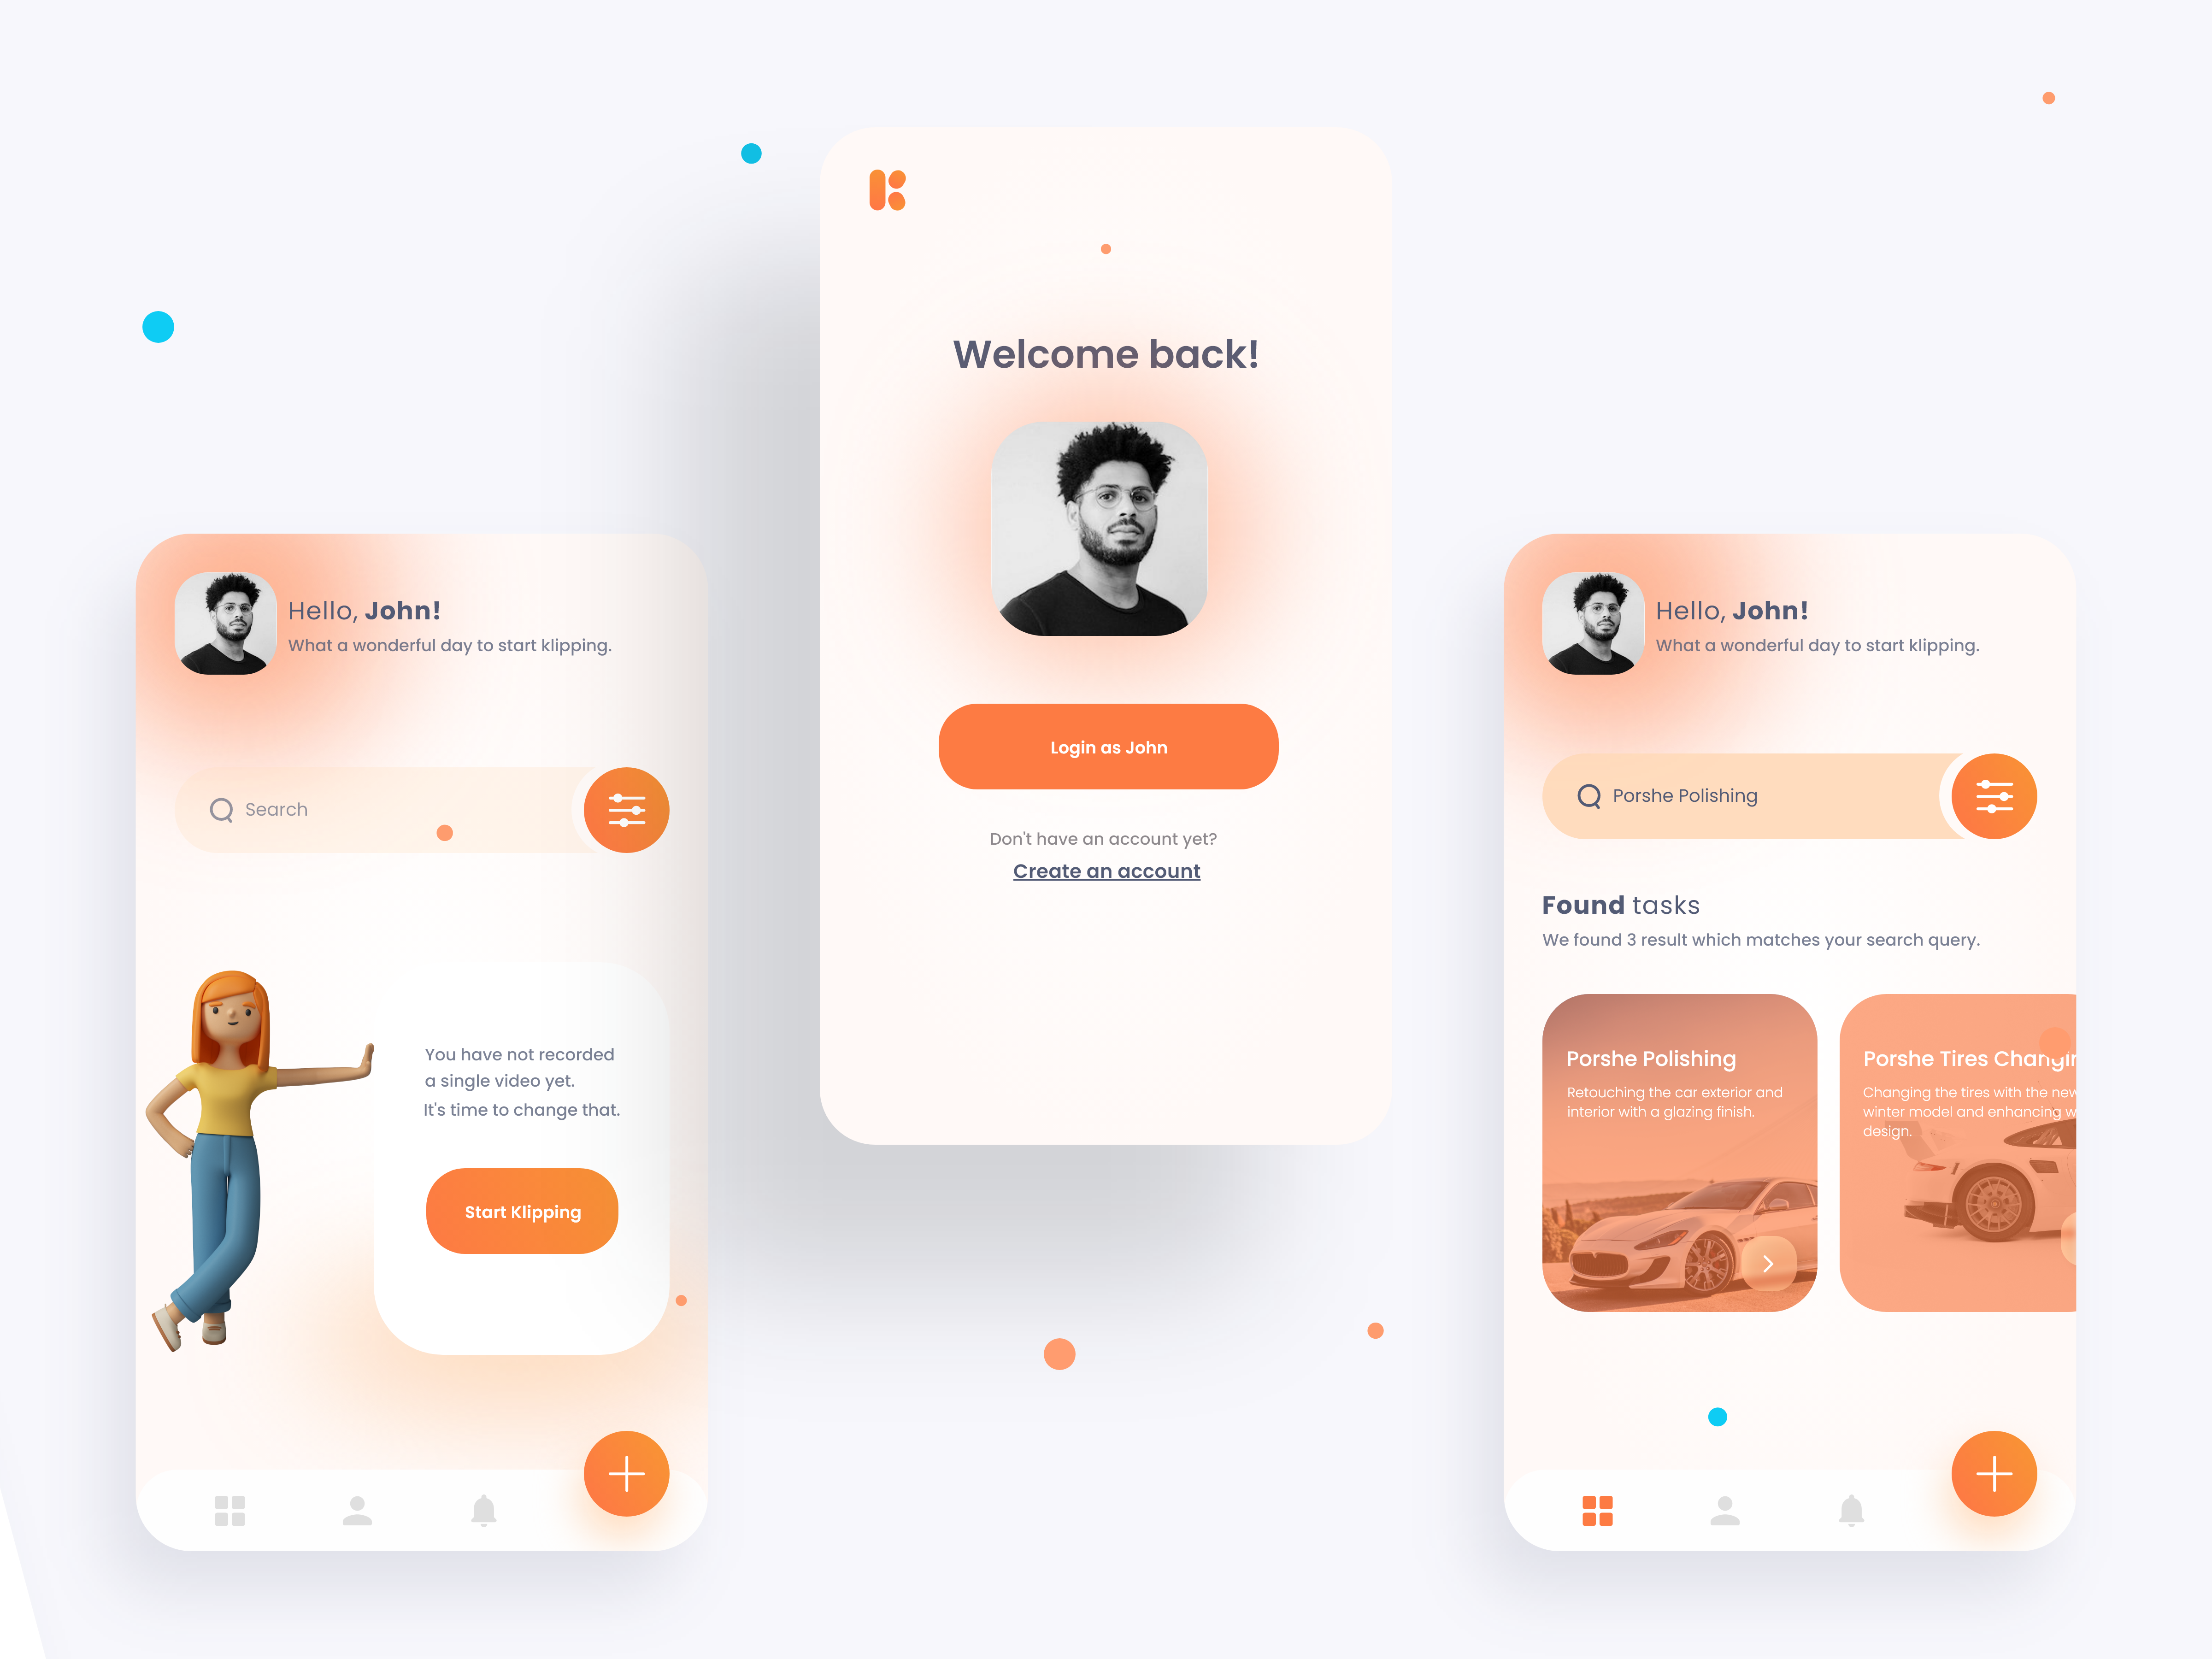 Welcome back!
Login as John
Don't have an account yet?
Create an account
Hello, John!
What a wonderful day to start klipping.
Search
You have not recorded
a single video yet.
It's time to change that.
Start Klipping
Hello, John!
What a wonderful day to start klipping.
Porshe Polishing
Found tasks
We found 3 result which matches your search query.
Porshe Polishing
Retouching the car exterior and
interior with a glazing finish.
Porshe Tires
Changing the tires with the new
winter model and enhancing
design.